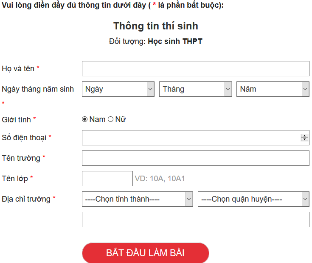 Vui lòng điền đầy đủ thông tin dưới đây ( * là phần bắt buộc):
Thông tin thí sinh
Đối tượng: Học sinh THPT
Họ và tên *
Ngày tháng năm sinh * Ngày Tháng Năm
Giới tính * Nam Nữ
Số điện thoại *
Tên trường *
Tên lớp * VD: 10A, 10A1
Địa chỉ trường * ----Chọn tỉnh thành---- ----Chọn quận huyện----
BẮT ĐẦU LÀM BÀI